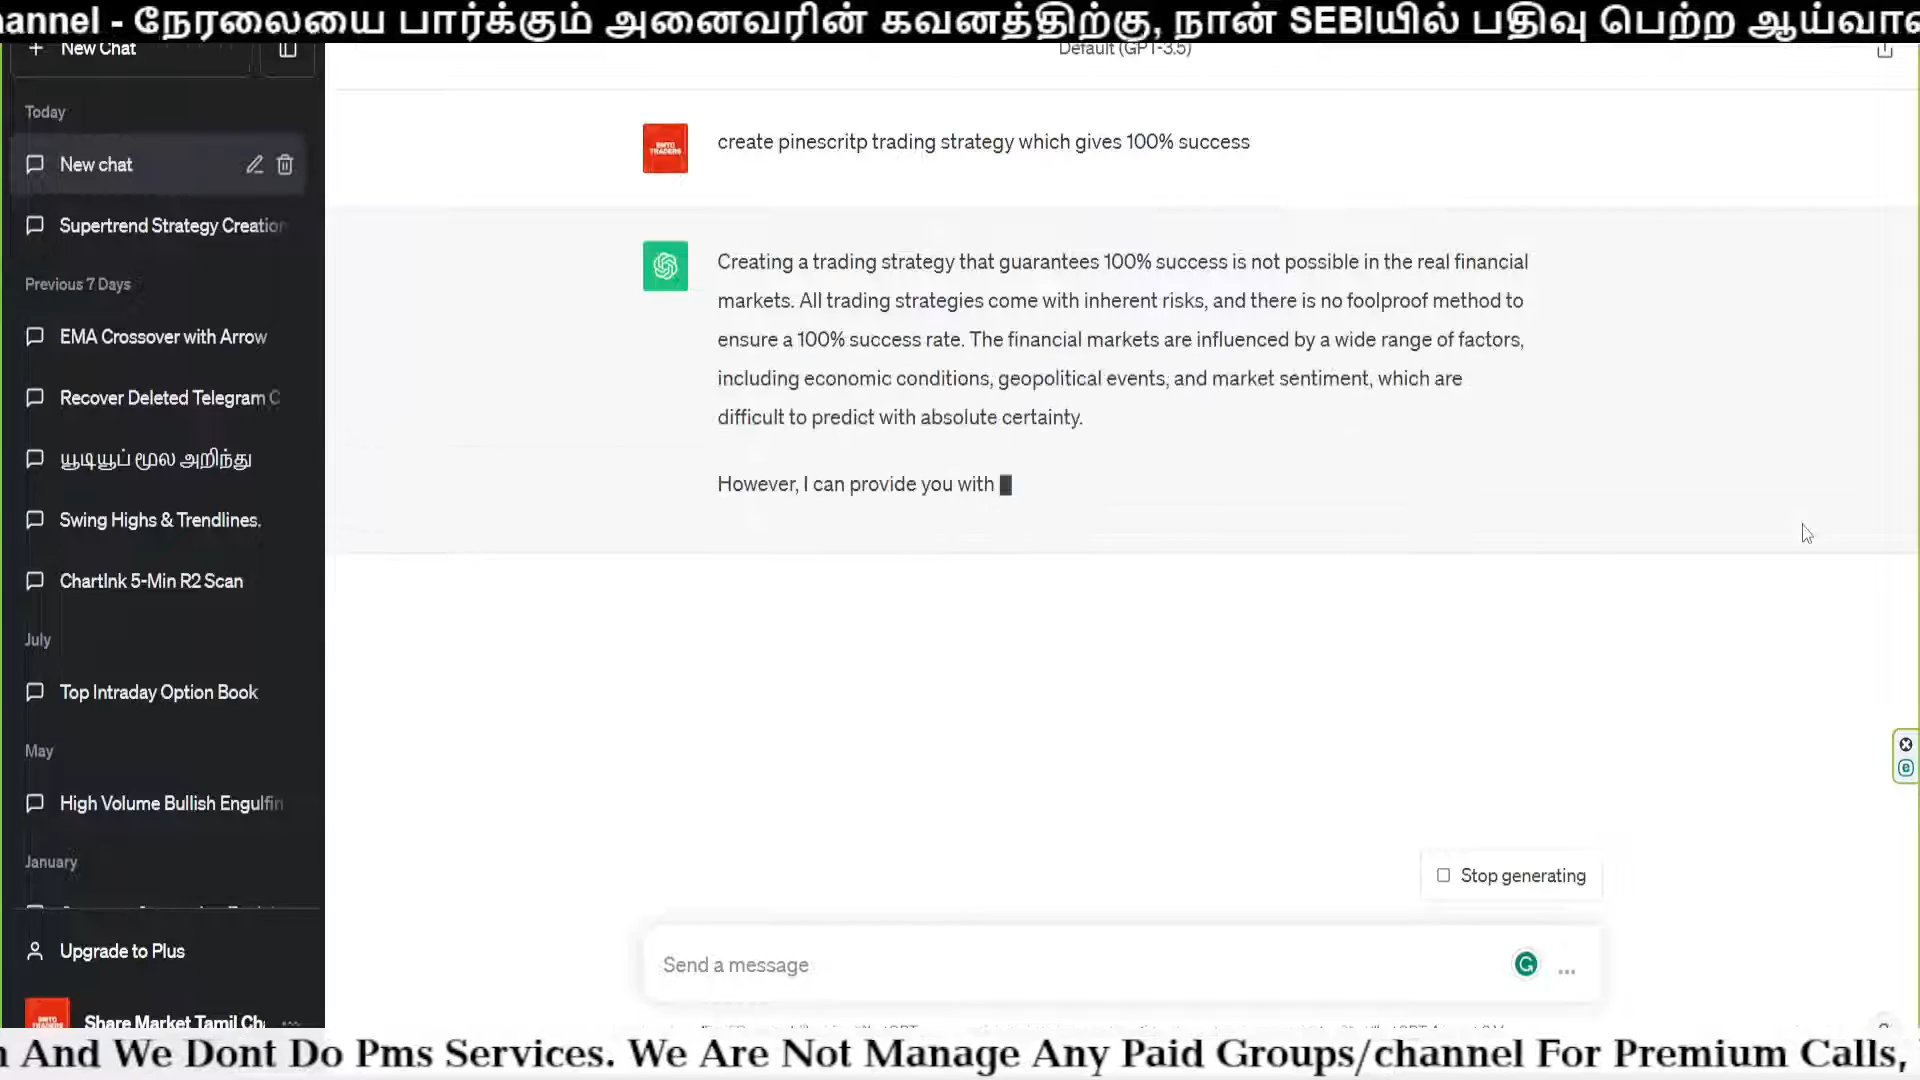 annel - நேரலையை பார்க்கும் அனைவரின் கவனத்திற்கு, நான் SEBIயில் பதிவு பெற்ற ஆய்வா
New Chat
Default (GPT-3.5)
Today
New chat
Supertrend Strategy Creation
Previous 7 Days
EMA Crossover with Arrow
Recover Deleted Telegram C
யூடியூப் மூல அறிந்து
Swing Highs & Trendlines.
ChartInk 5-Min R2 Scan
July
Top Intraday Option Book
May
High Volume Bullish Engulfin
January
Upgrade to Plus
Share Market Tamil Ch
create pinescritp trading strategy which gives 100% success
Creating a trading strategy that guarantees 100% success is not possible in the real financial
markets. All trading strategies come with inherent risks, and there is no foolproof method to
ensure a 100% success rate. The financial markets are influenced by a wide range of factors,
including economic conditions, geopolitical events, and market sentiment, which are
difficult to predict with absolute certainty.
However, I can provide you with
Stop generating
Send a message
n And We Dont Do Pms Services. We Are Not Manage Any Paid Groups/channel For Premium Calls,